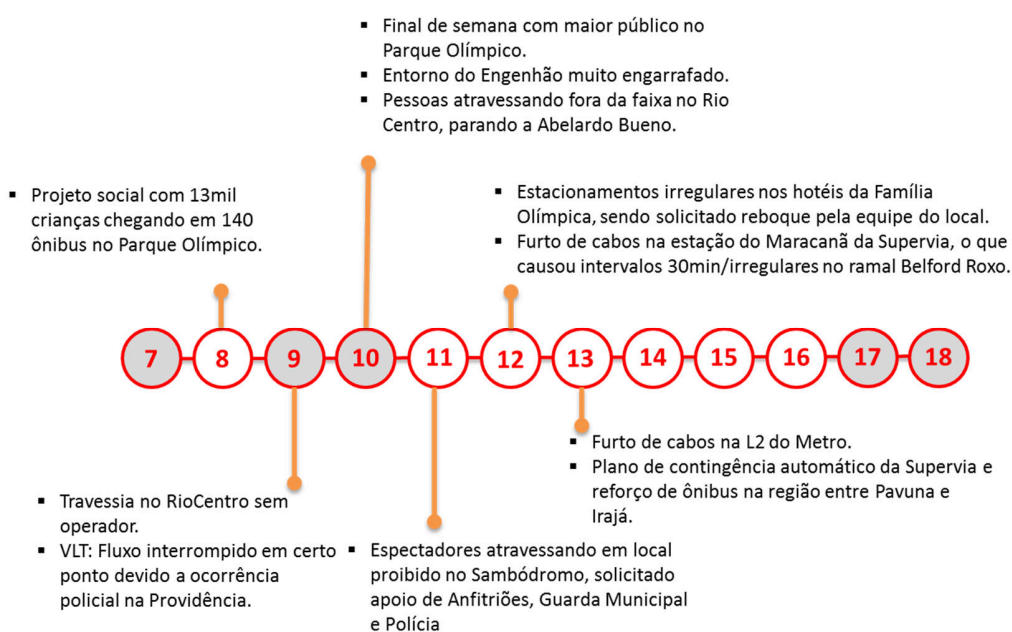 ▪ Final de semana com maior público no
Parque Olímpico.
▪ Entorno do Engenhão muito engarrafado.
▪ Pessoas atravessando fora da faixa no Rio
Centro, parando a Abelardo Bueno.
▪ Projeto social com 13mil
crianças chegando em 140
ônibus no Parque Olímpico.
▪ Estacionamentos irregulares nos hotéis da Família
Olímpica, sendo solicitado reboque pela equipe do local.
▪ Furto de cabos na estação do Maracanã da Supervia, o que
causou intervalos 30min/irregulares no ramal Belford Roxo.
7 8 9 10 11 12 13 14 15 16 17 18
▪ Furto de cabos na L2 do Metro.
▪ Plano de contingência automático da Supervia e
reforço de ônibus na região entre Pavuna e
Irajá.
▪ Travessia no RioCentro sem
operador.
▪ VLT: Fluxo interrompido em certo
ponto devido a ocorrência
policial na Providência.
▪ Espectadores atravessando em local
proibido no Sambódromo, solicitado
apoio de Anfitriões, Guarda Municipal
e Polícia